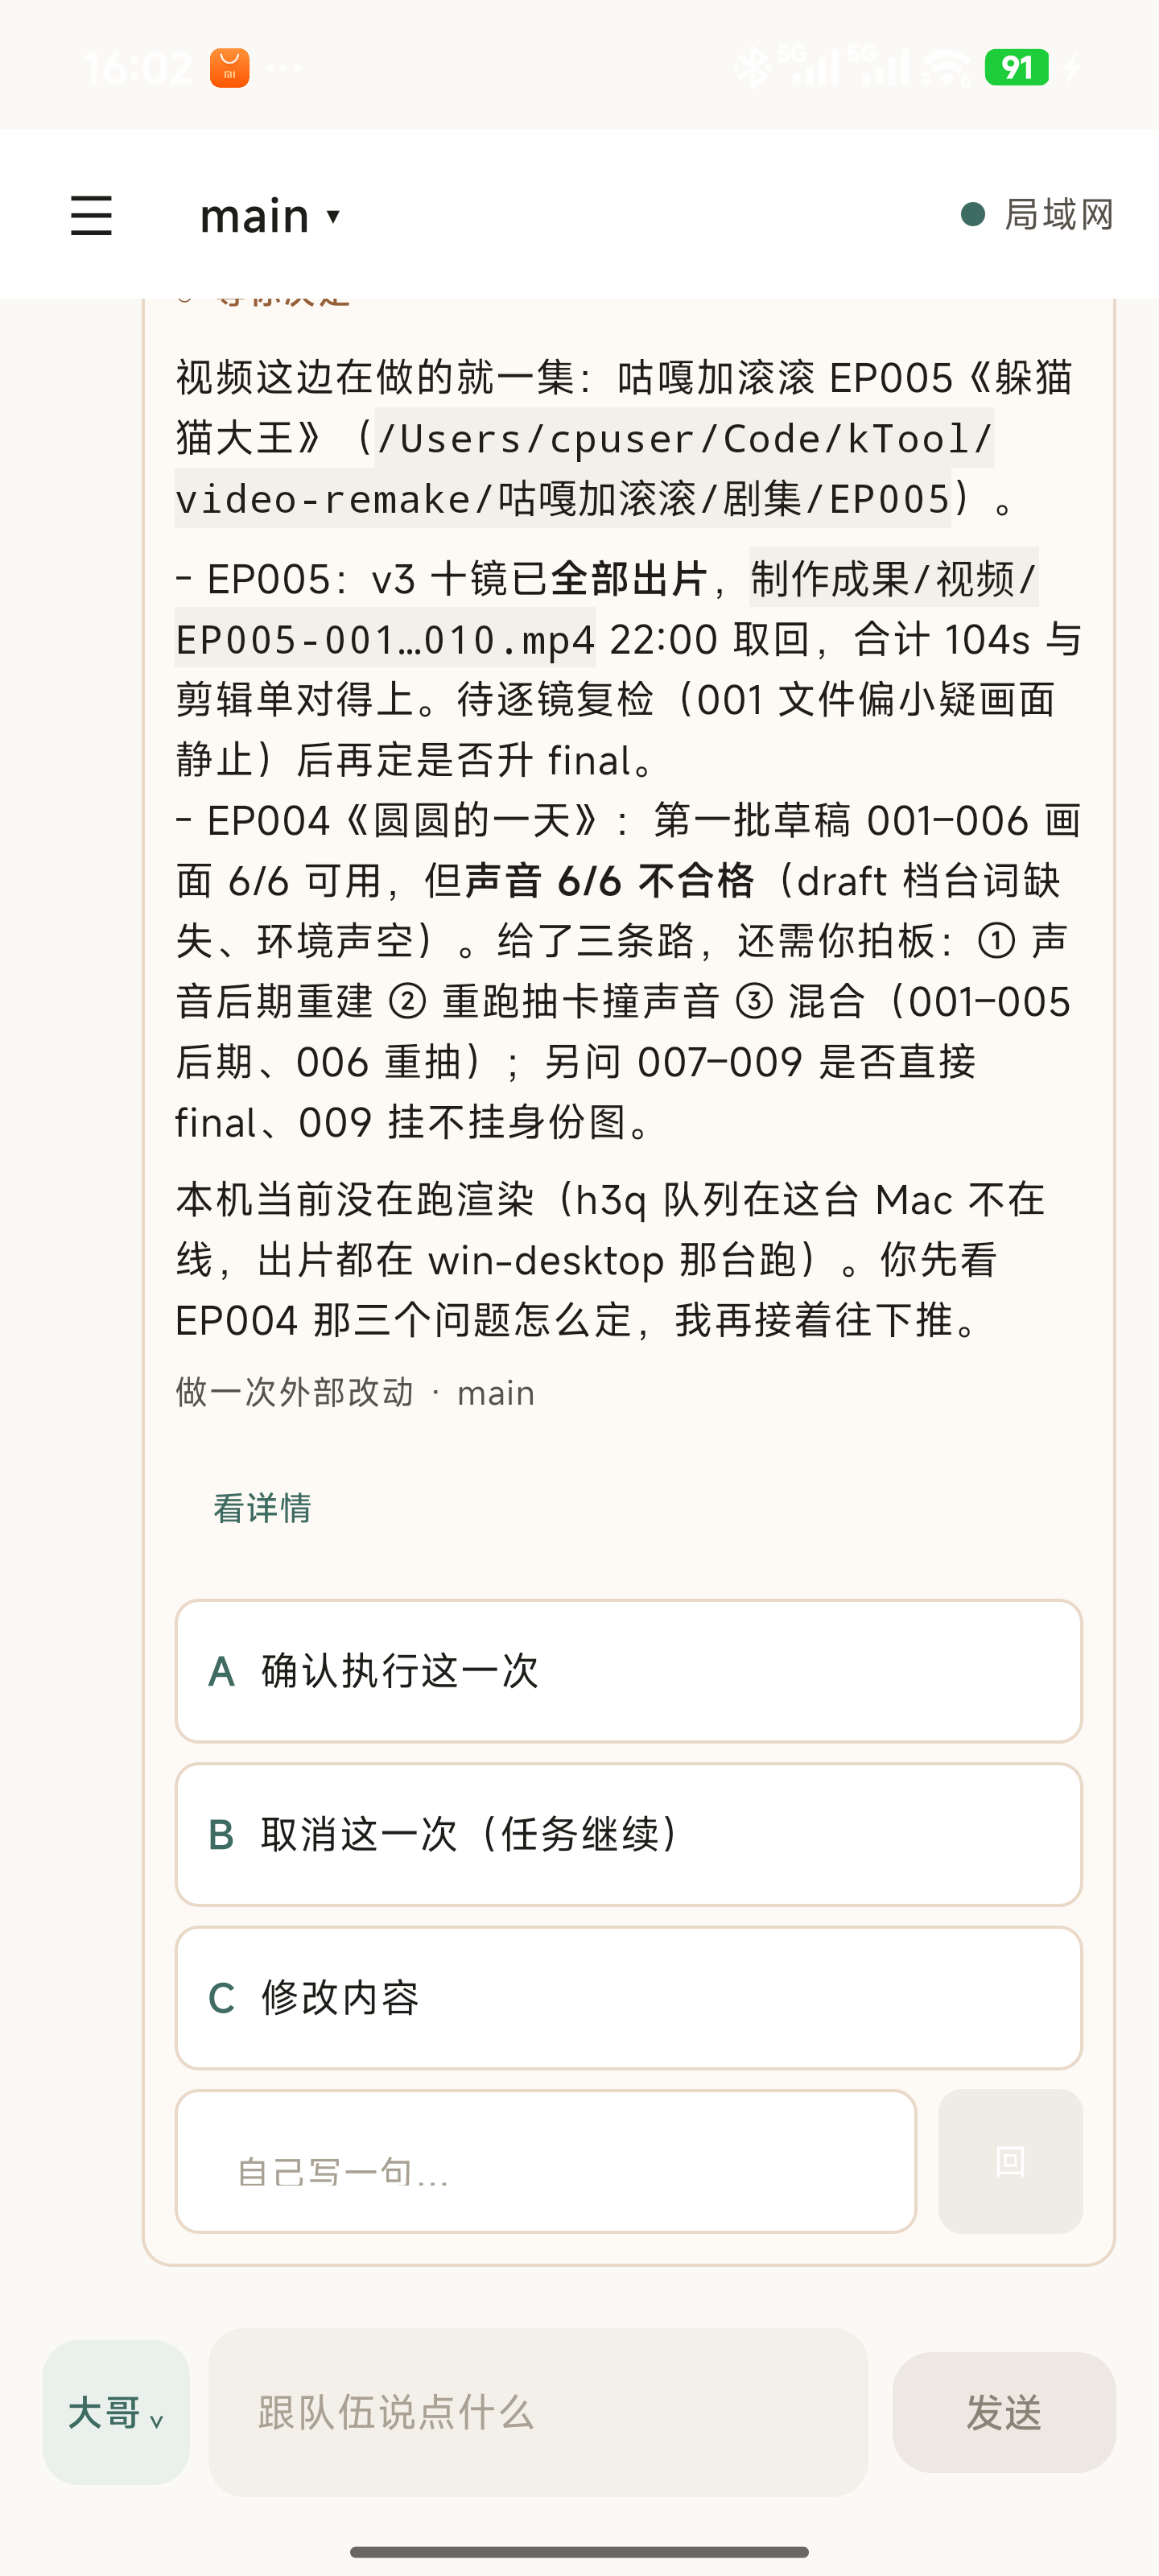 16:02
5G 5G 91
☰ main ▾ 局域网
视频这边在做的就一集：咕嘎加滚滚 EP005《躲猫
猫大王》（/Users/cpuser/Code/kTool/
video-remake/咕嘎加滚滚/剧集/EP005）。
- EP005：v3 十镜已全部出片，制作成果/视频/
EP005-001…010.mp4 22:00 取回，合计 104s 与
剪辑单对得上。待逐镜复检（001 文件偏小疑画面
静止）后再定是否升 final。
- EP004《圆圆的一天》：第一批草稿 001–006 画
面 6/6 可用，但声音 6/6 不合格（draft 档台词缺
失、环境声空）。给了三条路，还需你拍板：① 声
音后期重建 ② 重跑抽卡撞声音 ③ 混合（001–005
后期、006 重抽）；另问 007–009 是否直接
final、009 挂不挂身份图。
本机当前没在跑渲染（h3q 队列在这台 Mac 不在
线，出片都在 win-desktop 那台跑）。你先看
EP004 那三个问题怎么定，我再接着往下推。
做一次外部改动 · main
看详情
A 确认执行这一次
B 取消这一次（任务继续）
C 修改内容
自己写一句… 回
大哥 跟队伍说点什么 发送